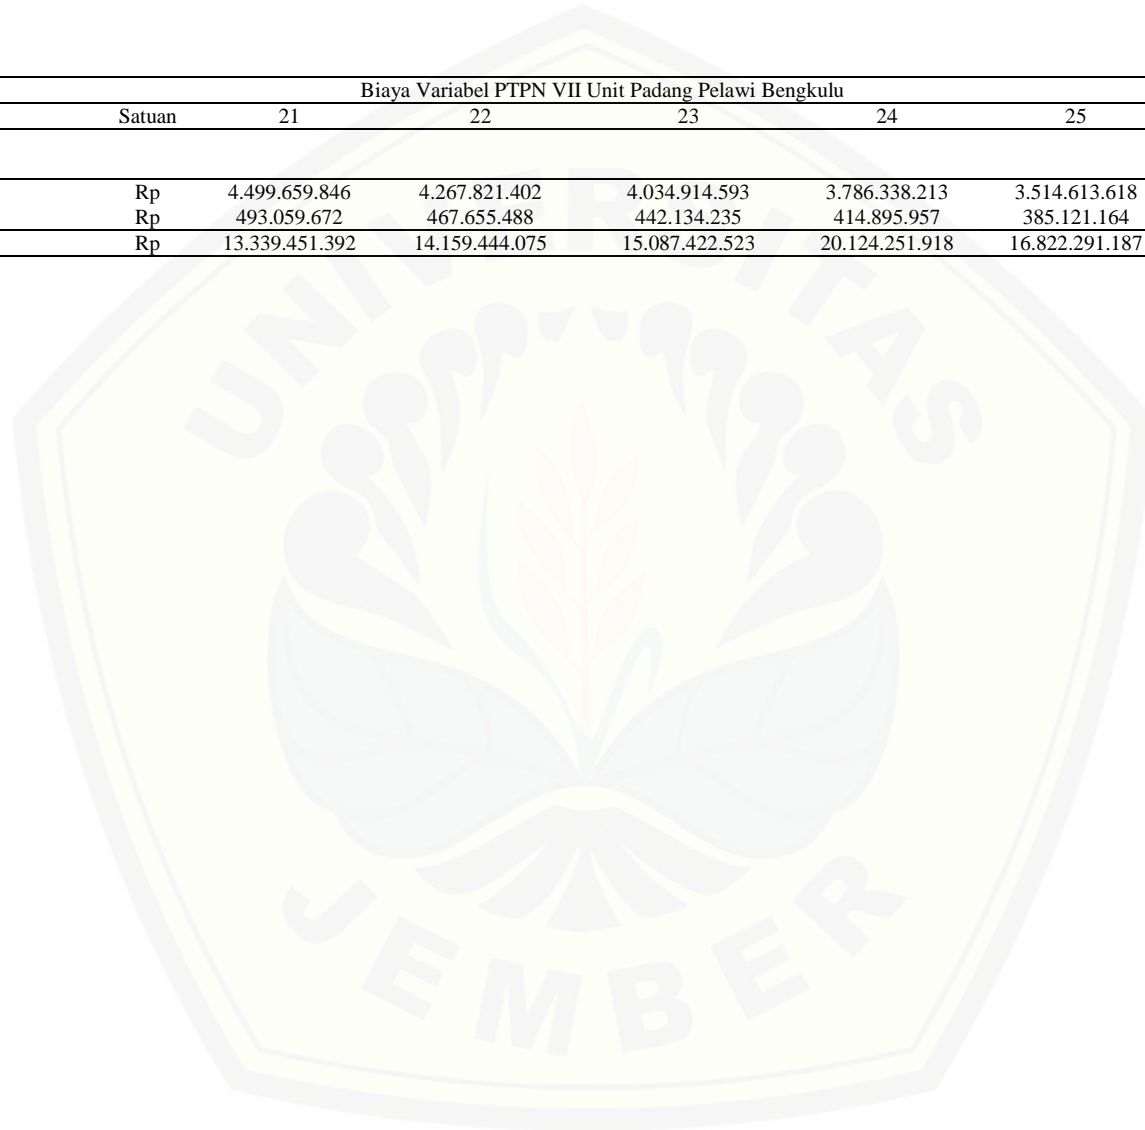 Biaya Variabel PTPN VII Unit Padang Pelawi Bengkulu
Satuan 21 22 23 24 25
Rp 4.499.659.846 4.267.821.402 4.034.914.593 3.786.338.213 3.514.613.618
Rp 493.059.672 467.655.488 442.134.235 414.895.957 385.121.164
Rp 13.339.451.392 14.159.444.075 15.087.422.523 20.124.251.918 16.822.291.187
UNIVERSITAS
JEMBER